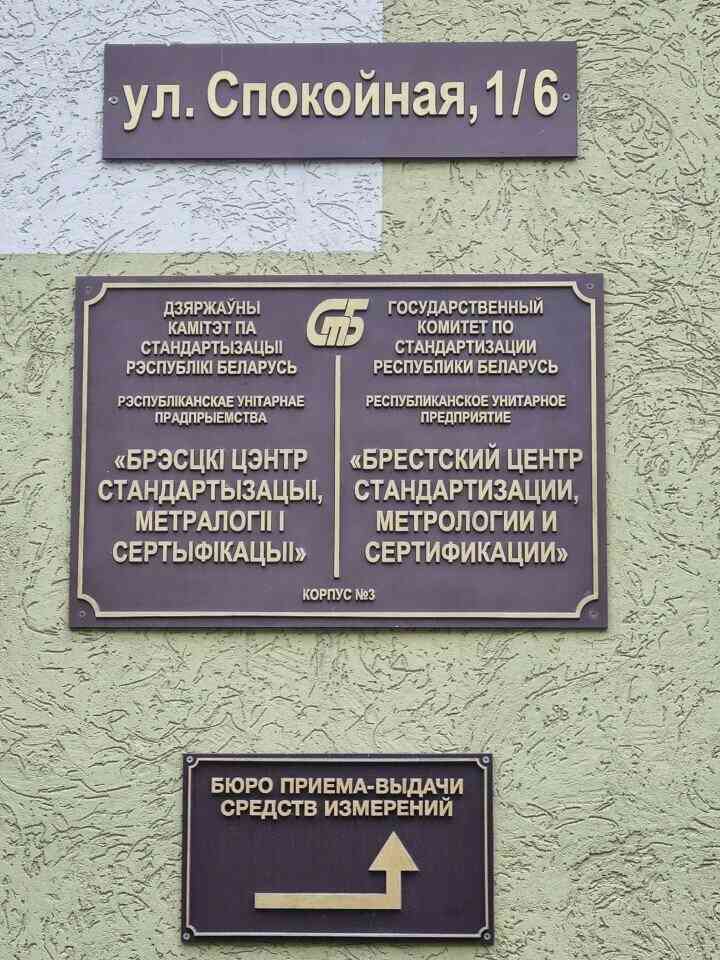 ул. Спокойная, 1/6
ДЗЯРЖАЎНЫ
КАМІТЭТ ПА
СТАНДАРТЫЗАЦЫІ
РЭСПУБЛІКІ БЕЛАРУСЬ
РЭСПУБЛІКАНСКАЕ УНІТАРНАЕ
ПРАДПРЫЕМСТВА
«БРЭСЦКІ ЦЭНТР
СТАНДАРТЫЗАЦЫІ,
МЕТРАЛОГІІ І
СЕРТЫФІКАЦЫІ»
СТБ
ГОСУДАРСТВЕННЫЙ
КОМИТЕТ ПО
СТАНДАРТИЗАЦИИ
РЕСПУБЛИКИ БЕЛАРУСЬ
РЕСПУБЛИКАНСКОЕ УНИТАРНОЕ
ПРЕДПРИЯТИЕ
«БРЕСТСКИЙ ЦЕНТР
СТАНДАРТИЗАЦИИ,
МЕТРОЛОГИИ И
СЕРТИФИКАЦИИ»
КОРПУС №3
БЮРО ПРИЕМА-ВЫДАЧИ
СРЕДСТВ ИЗМЕРЕНИЙ